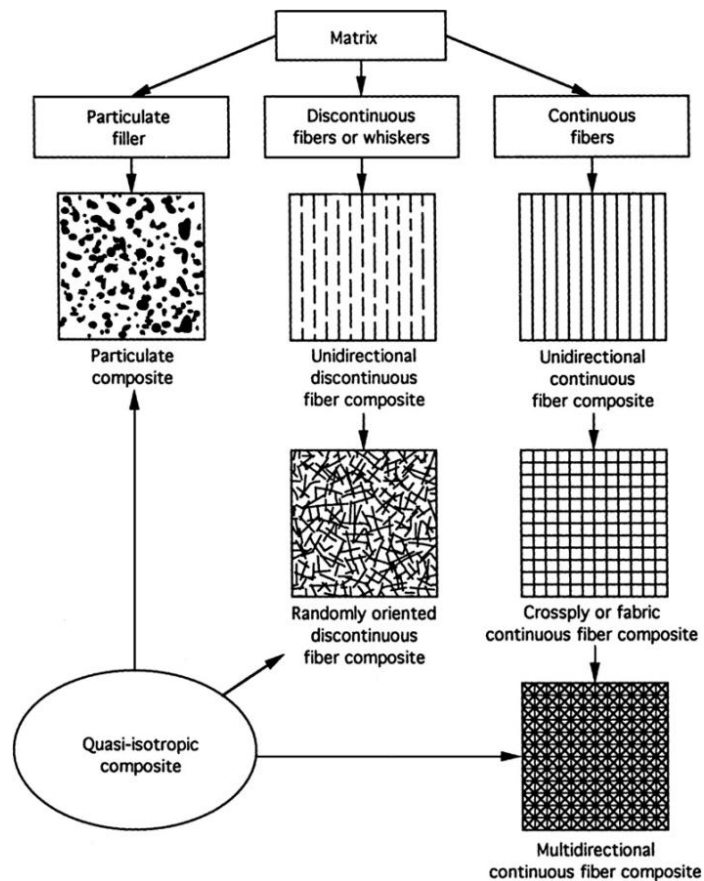 Matrix
Particulate
filler
Discontinuous
fibers or whiskers
Continuous
fibers
Particulate
composite
Unidirectional
discontinuous
fiber composite
Unidirectional
continuous
fiber composite
Randomly oriented
discontinuous
fiber composite
Crossply or fabric
continuous fiber composite
Quasi-isotropic
composite
Multidirectional
continuous fiber composite